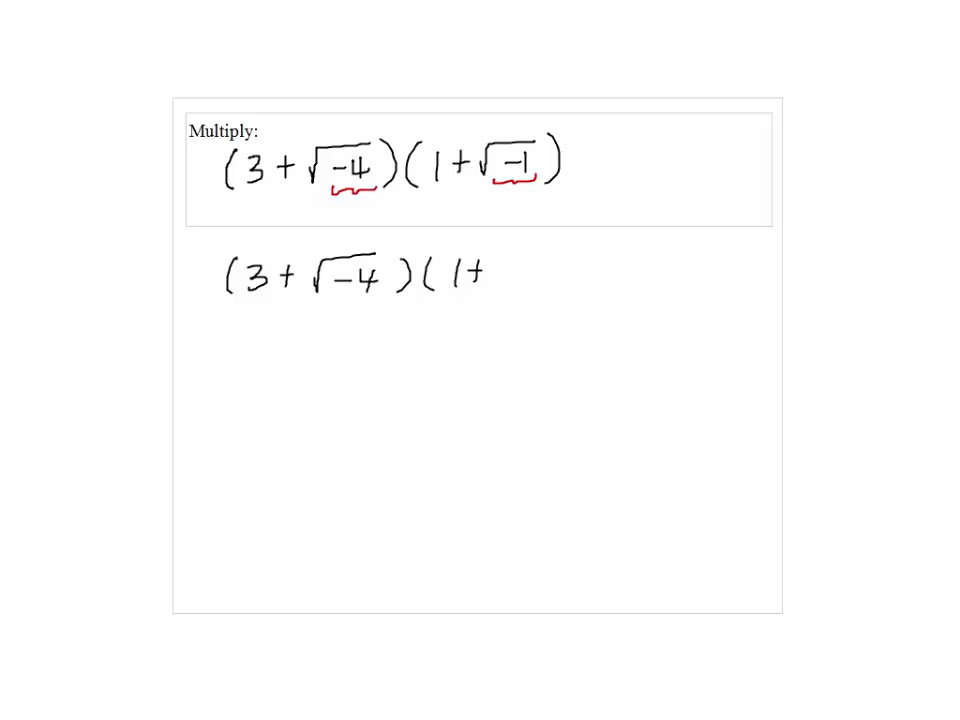 Multiply:
(3 + √-4)(1 + √-1)
(3 + √-4)(1+